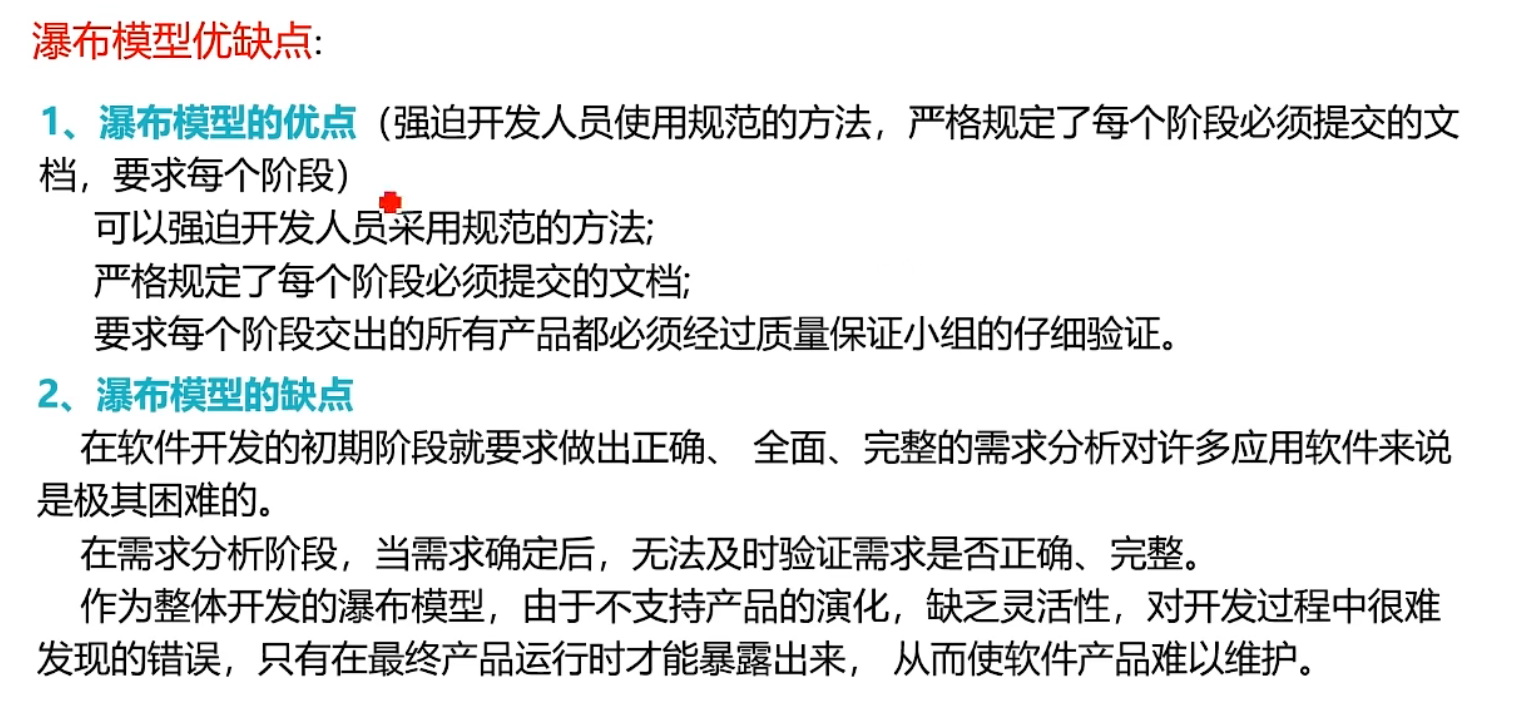 瀑布模型优缺点:
1、瀑布模型的优点（强迫开发人员使用规范的方法，严格规定了每个阶段必须提交的文
档，要求每个阶段）
可以强迫开发人员采用规范的方法;
严格规定了每个阶段必须提交的文档;
要求每个阶段交出的所有产品都必须经过质量保证小组的仔细验证。
2、瀑布模型的缺点
在软件开发的初期阶段就要求做出正确、 全面、完整的需求分析对许多应用软件来说
是极其困难的。
在需求分析阶段，当需求确定后，无法及时验证需求是否正确、完整。
作为整体开发的瀑布模型，由于不支持产品的演化，缺乏灵活性，对开发过程中很难
发现的错误，只有在最终产品运行时才能暴露出来， 从而使软件产品难以维护。